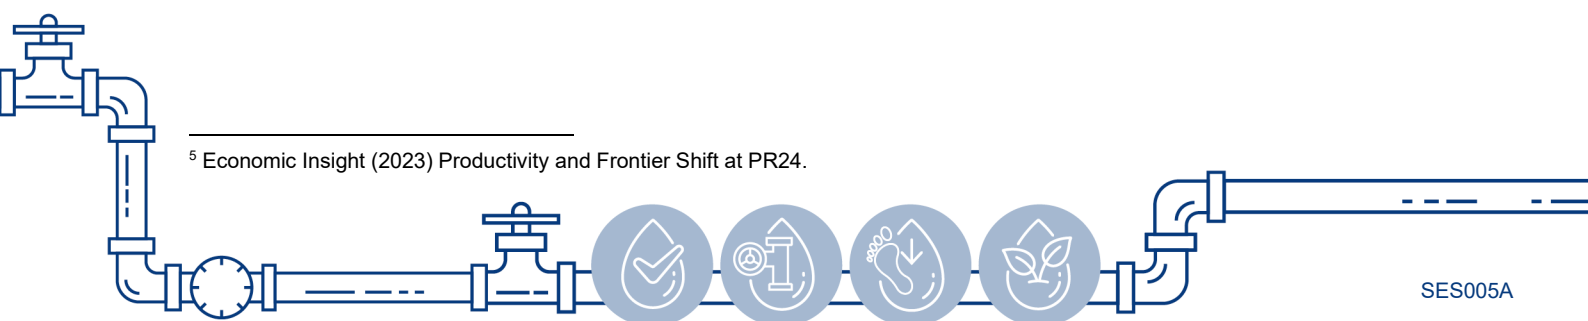 ⁵ Economic Insight (2023) Productivity and Frontier Shift at PR24.
SES005A